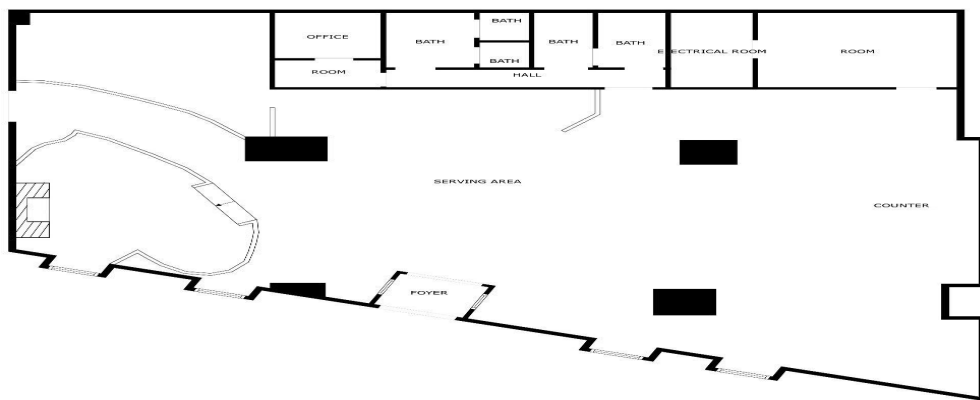 OFFICE
ROOM
BATH
BATH
BATH
BATH
BATH
HALL
ELECTRICAL ROOM
ROOM
SERVING AREA
COUNTER
FOYER